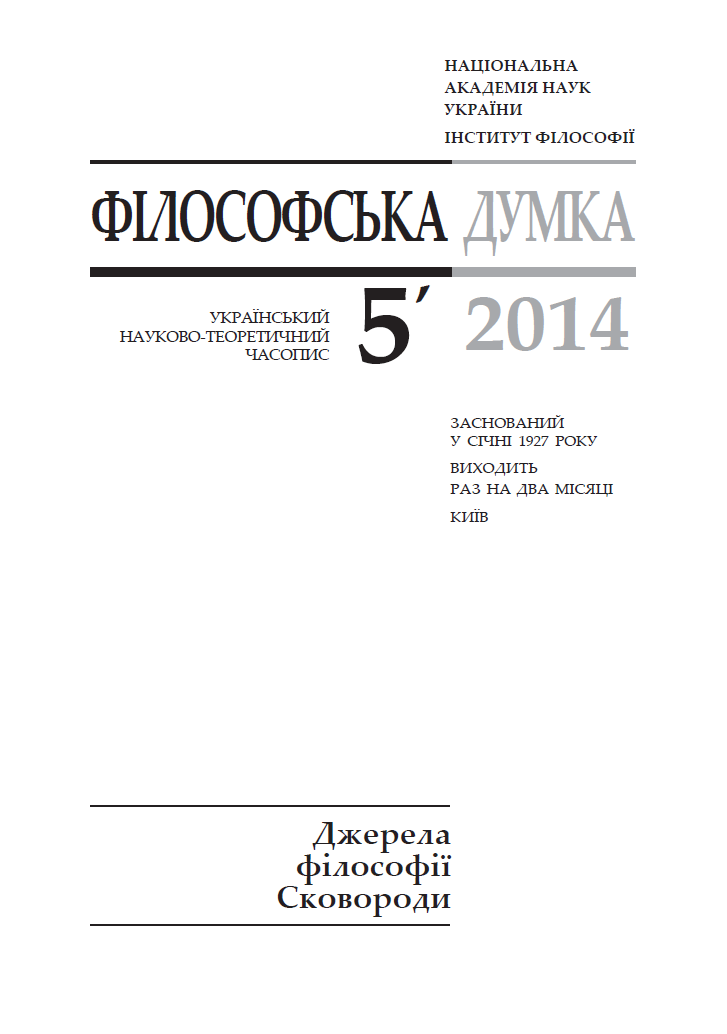 НАЦІОНАЛЬНА
АКАДЕМІЯ НАУК
УКРАЇНИ
ІНСТИТУТ ФІЛОСОФІЇ
ФІЛОСОФСЬКА ДУМКА
УКРАЇНСЬКИЙ
НАУКОВО-ТЕОРЕТИЧНИЙ
ЧАСОПИС
5′ 2014
ЗАСНОВАНИЙ
У СІЧНІ 1927 РОКУ
ВИХОДИТЬ
РАЗ НА ДВА МІСЯЦІ
КИЇВ
Джерела
філософії
Сковороди